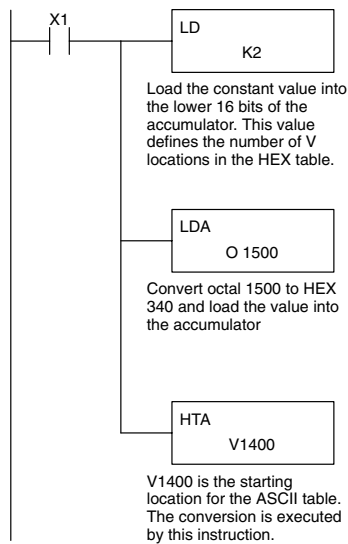 X1
LD
K2
Load the constant value into
the lower 16 bits of the
accumulator. This value
defines the number of V
locations in the HEX table.
LDA
O 1500
Convert octal 1500 to HEX
340 and load the value into
the accumulator
HTA
V1400
V1400 is the starting
location for the ASCII table.
The conversion is executed
by this instruction.